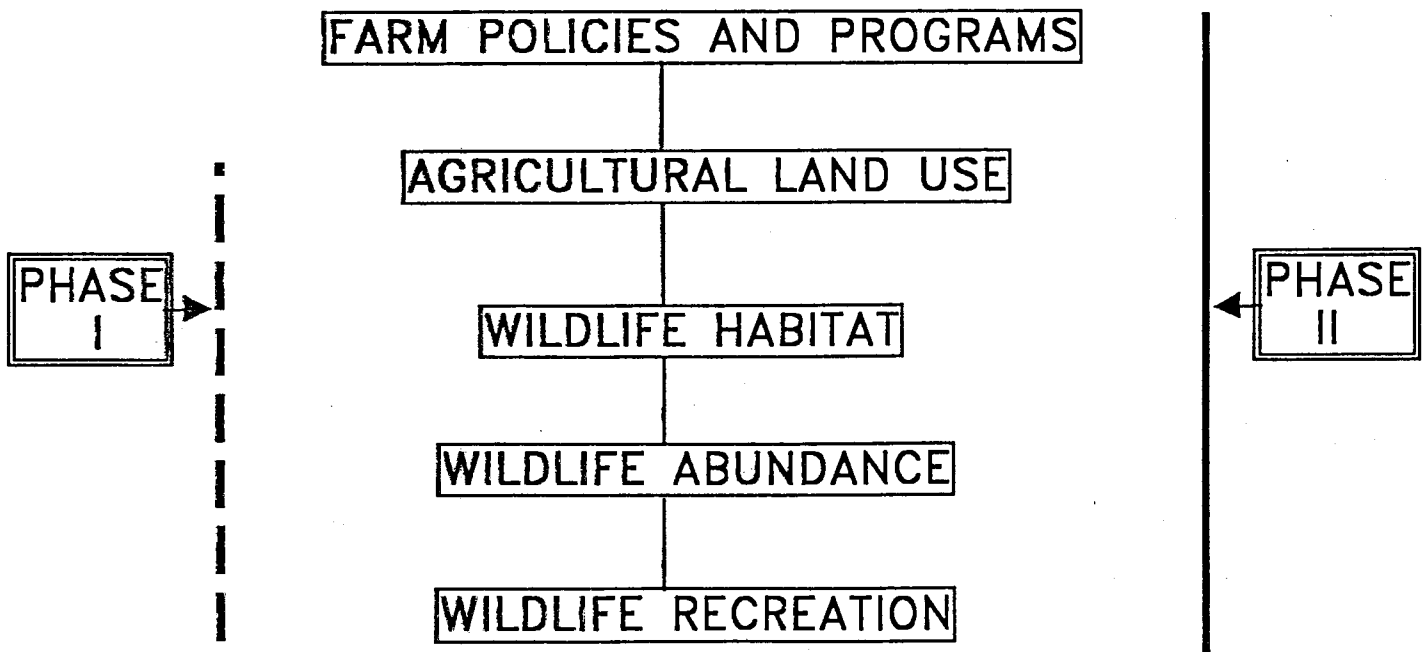 FARM POLICIES AND PROGRAMS
AGRICULTURAL LAND USE
PHASE
I
WILDLIFE HABITAT
PHASE
II
WILDLIFE ABUNDANCE
WILDLIFE RECREATION